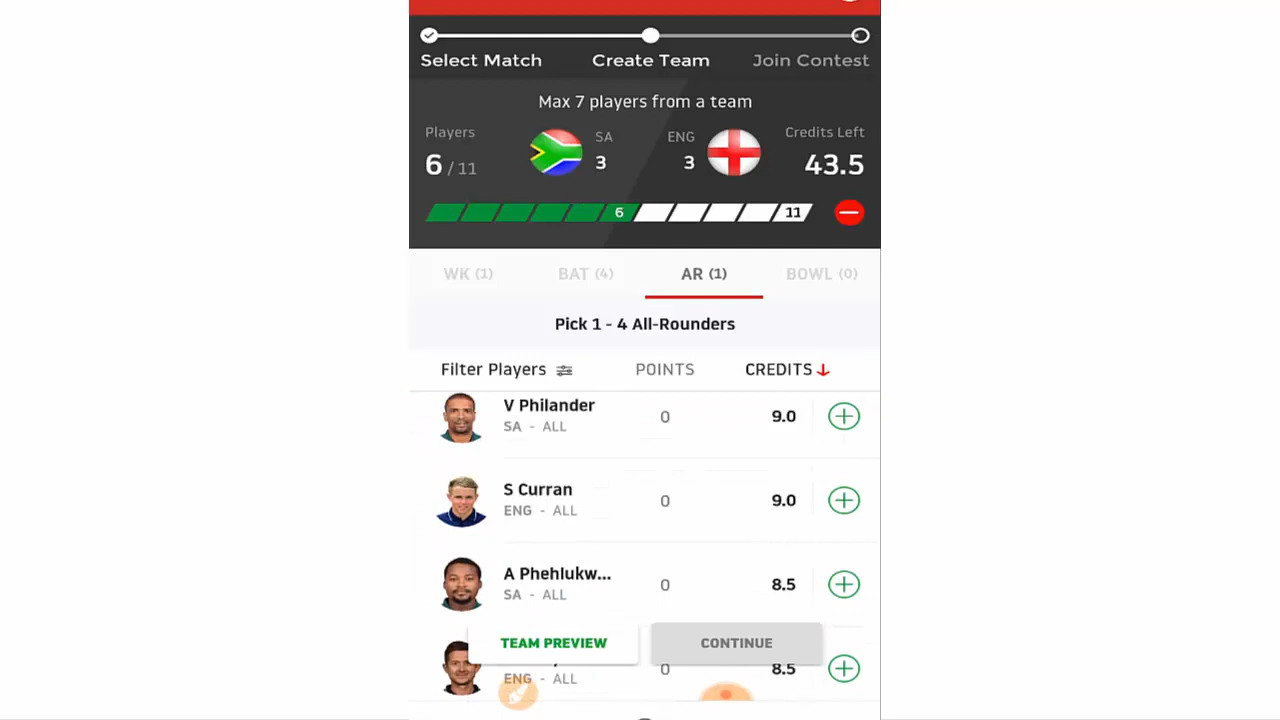 Select Match
Create Team
Join Contest
Max 7 players from a team
Players
SA
ENG
Credits Left
6 / 11
3
3
43.5
6
11
WK (1)
BAT (4)
AR (1)
BOWL (0)
Pick 1 - 4 All-Rounders
Filter Players
POINTS
CREDITS
V Philander
SA - ALL
0
9.0
S Curran
ENG - ALL
0
9.0
A Phehlukw...
SA - ALL
0
8.5
TEAM PREVIEW
CONTINUE
ENG - ALL
0
8.5